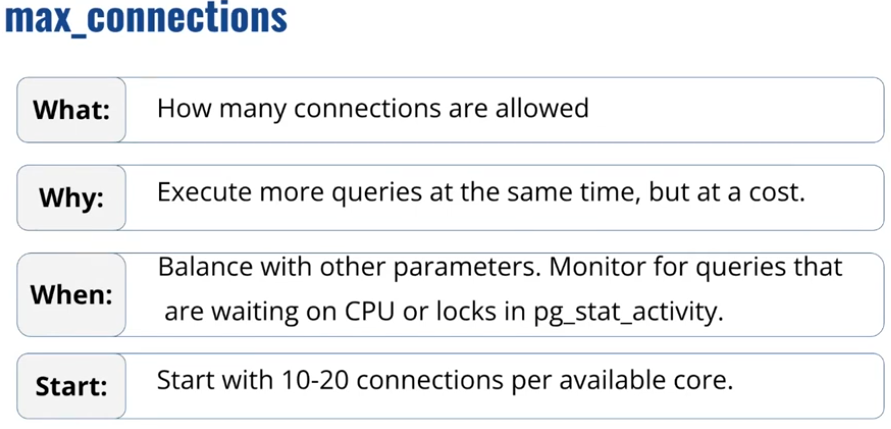 max_connections
What: How many connections are allowed
Why: Execute more queries at the same time, but at a cost.
When: Balance with other parameters. Monitor for queries that
are waiting on CPU or locks in pg_stat_activity.
Start: Start with 10-20 connections per available core.